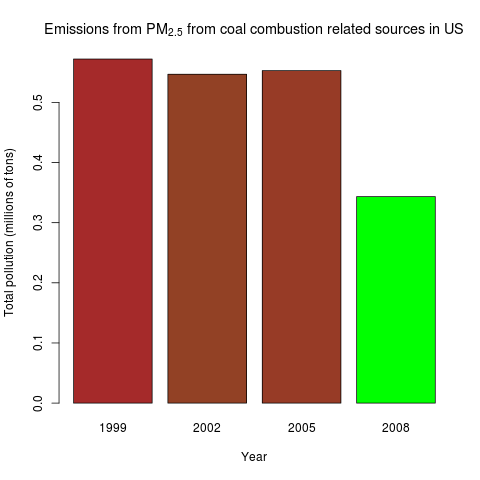 Emissions from PM₂.₅ from coal combustion related sources in US
Total pollution (millions of tons)
0.5
0.4
0.3
0.2
0.1
0.0
1999 2002 2005 2008
Year